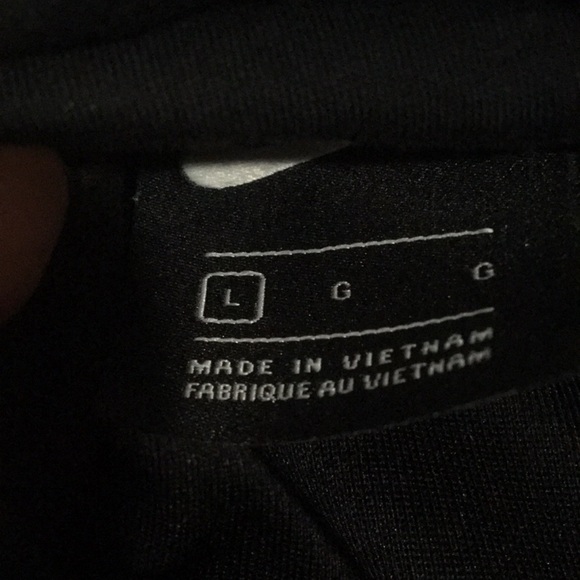 L G G
MADE IN VIETNAM
FABRIQUE AU VIETNAM